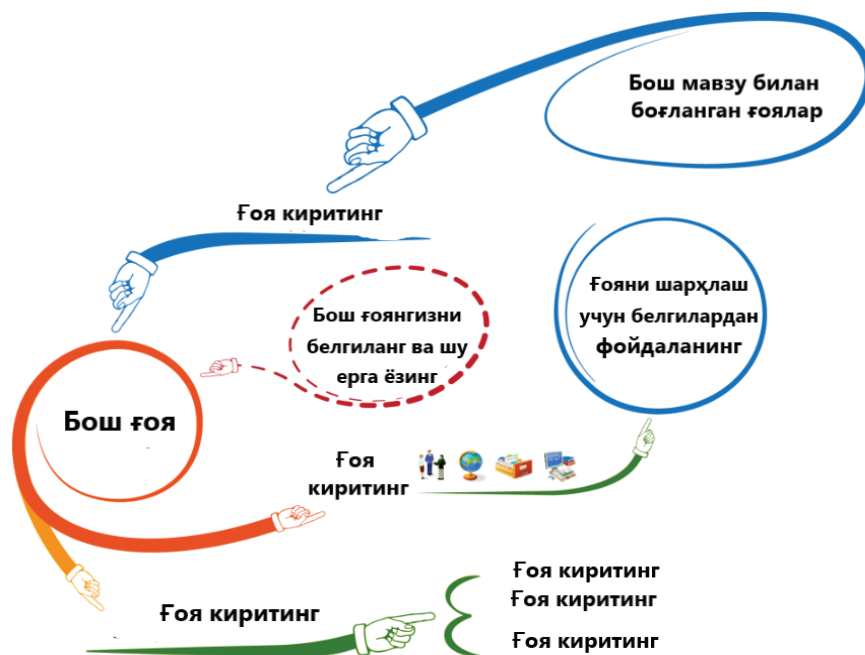 Бош мавзу билан
боғланган ғоялар
Ғоя киритинг
Ғояни шарҳлаш
учун белгилардан
фойдаланинг
Бош ғоянгизни
белгиланг ва шу
ерга ёзинг
Бош ғоя
Ғоя
киритинг
Ғоя киритинг
Ғоя киритинг
Ғоя киритинг
Ғоя киритинг